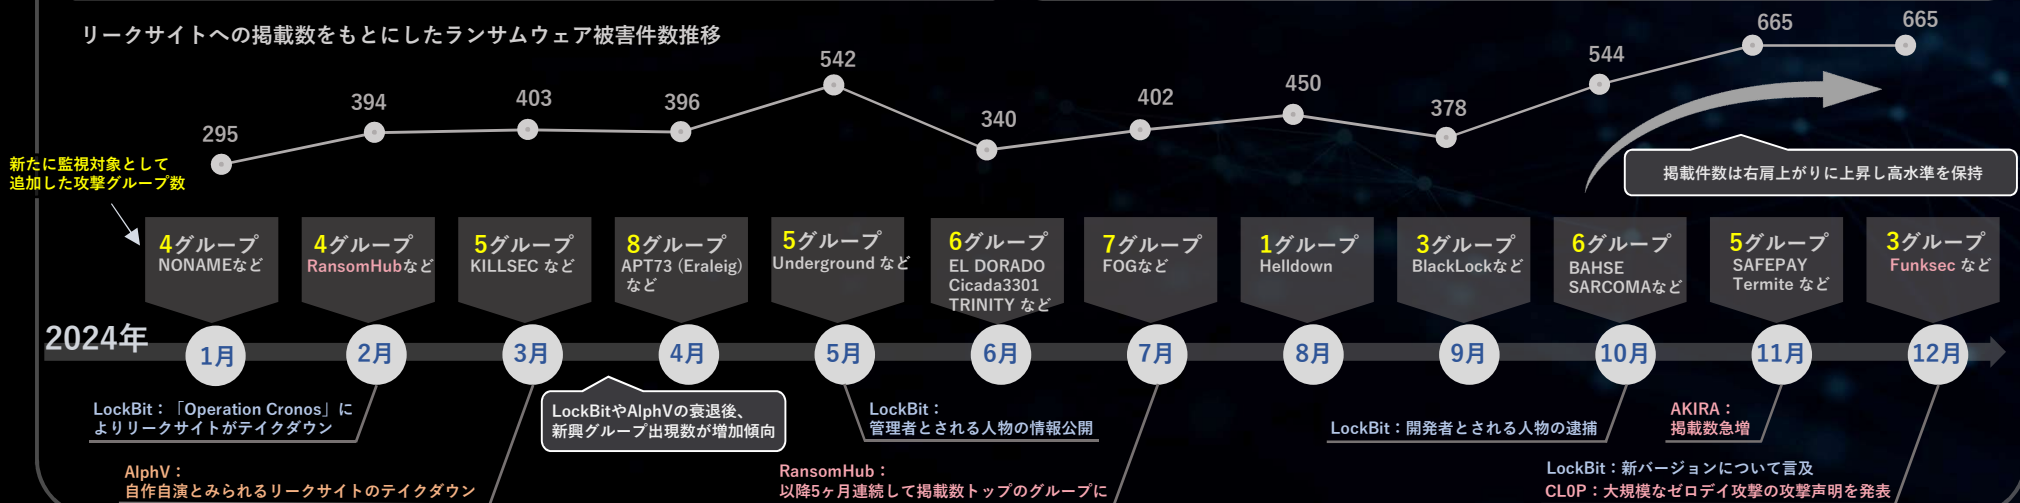 リークサイトへの掲載数をもとにしたランサムウェア被害件数推移
295
394
403
396
542
340
402
450
378
544
665
665
掲載件数は右肩上がりに上昇し高水準を保持
新たに監視対象として
追加した攻撃グループ数
4グループ
NONAMEなど
4グループ
RansomHubなど
5グループ
KILLSEC など
8グループ
APT73 (Eraleig)
など
5グループ
Underground など
6グループ
EL DORADO
Cicada3301
TRINITY など
7グループ
FOGなど
1グループ
Helldown
3グループ
BlackLockなど
6グループ
BAHSE
SARCOMAなど
5グループ
SAFEPAY
Termite など
3グループ
Funksec など
2024年
1月
2月
3月
4月
5月
6月
7月
8月
9月
10月
11月
12月
LockBit：「Operation Cronos」に
よりリークサイトがテイクダウン
AlphV：
自作自演とみられるリークサイトのテイクダウン
LockBitやAlphVの衰退後、
新興グループ出現数が増加傾向
LockBit：
管理者とされる人物の情報公開
RansomHub：
以降5ヶ月連続して掲載数トップのグループに
LockBit：開発者とされる人物の逮捕
AKIRA：
掲載数急増
LockBit：新バージョンについて言及
CL0P：大規模なゼロデイ攻撃の攻撃声明を発表